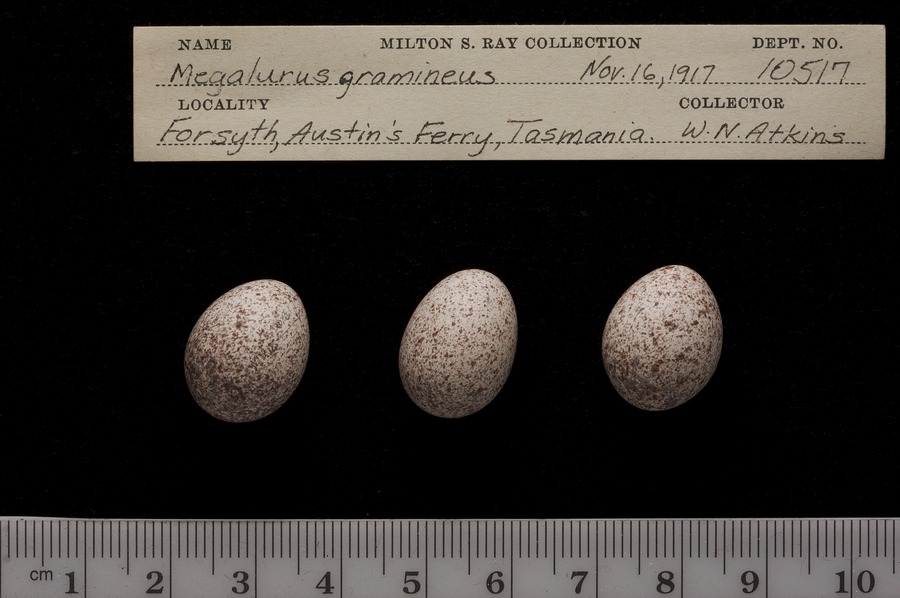 NAME MILTON S. RAY COLLECTION DEPT. NO.
Megalurus gramineus Nov. 16, 1917 10517
LOCALITY COLLECTOR
Forsyth, Austin's Ferry, Tasmania. W. N. Atkins
cm 1 2 3 4 5 6 7 8 9 10